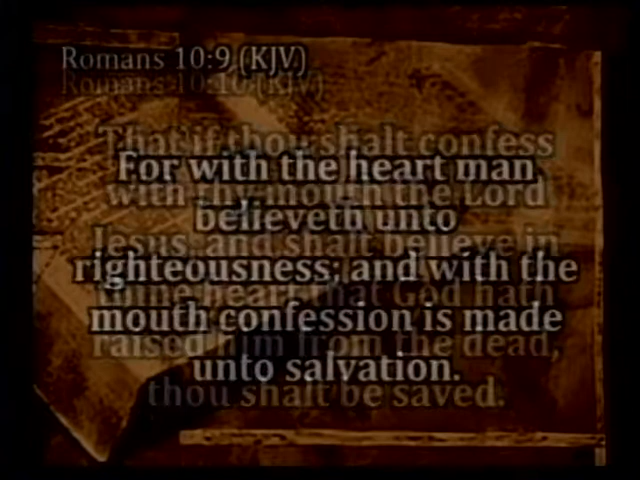 Romans 10:9 (KJV)
Romans 10:10 (KJV)
That if thou shalt confess
For with the heart man
with thy mouth the Lord
believeth unto
Jesus, and shalt believe in
righteousness; and with the
thine heart that God hath
mouth confession is made
raised him from the dead,
unto salvation.
thou shalt be saved.